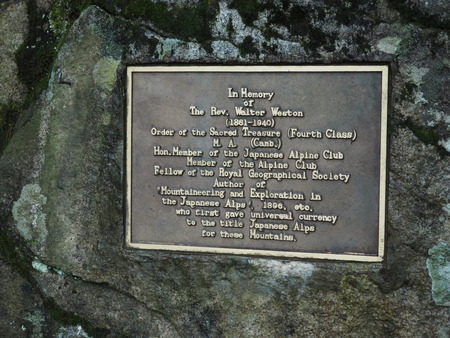 In Memory
of
The Rev. Walter Weston
(1861-1940)
Order of the Sacred Treasure (Fourth Class)
M. A. (Camb.)
Hon. Member of the Japanese Alpine Club
Member of the Alpine Club
Fellow of the Royal Geographical Society
Author of
"Mountaineering and Exploration in
the Japanese Alps", 1896, etc.
who first gave universal currency
to the title Japanese Alps
for these Mountains.